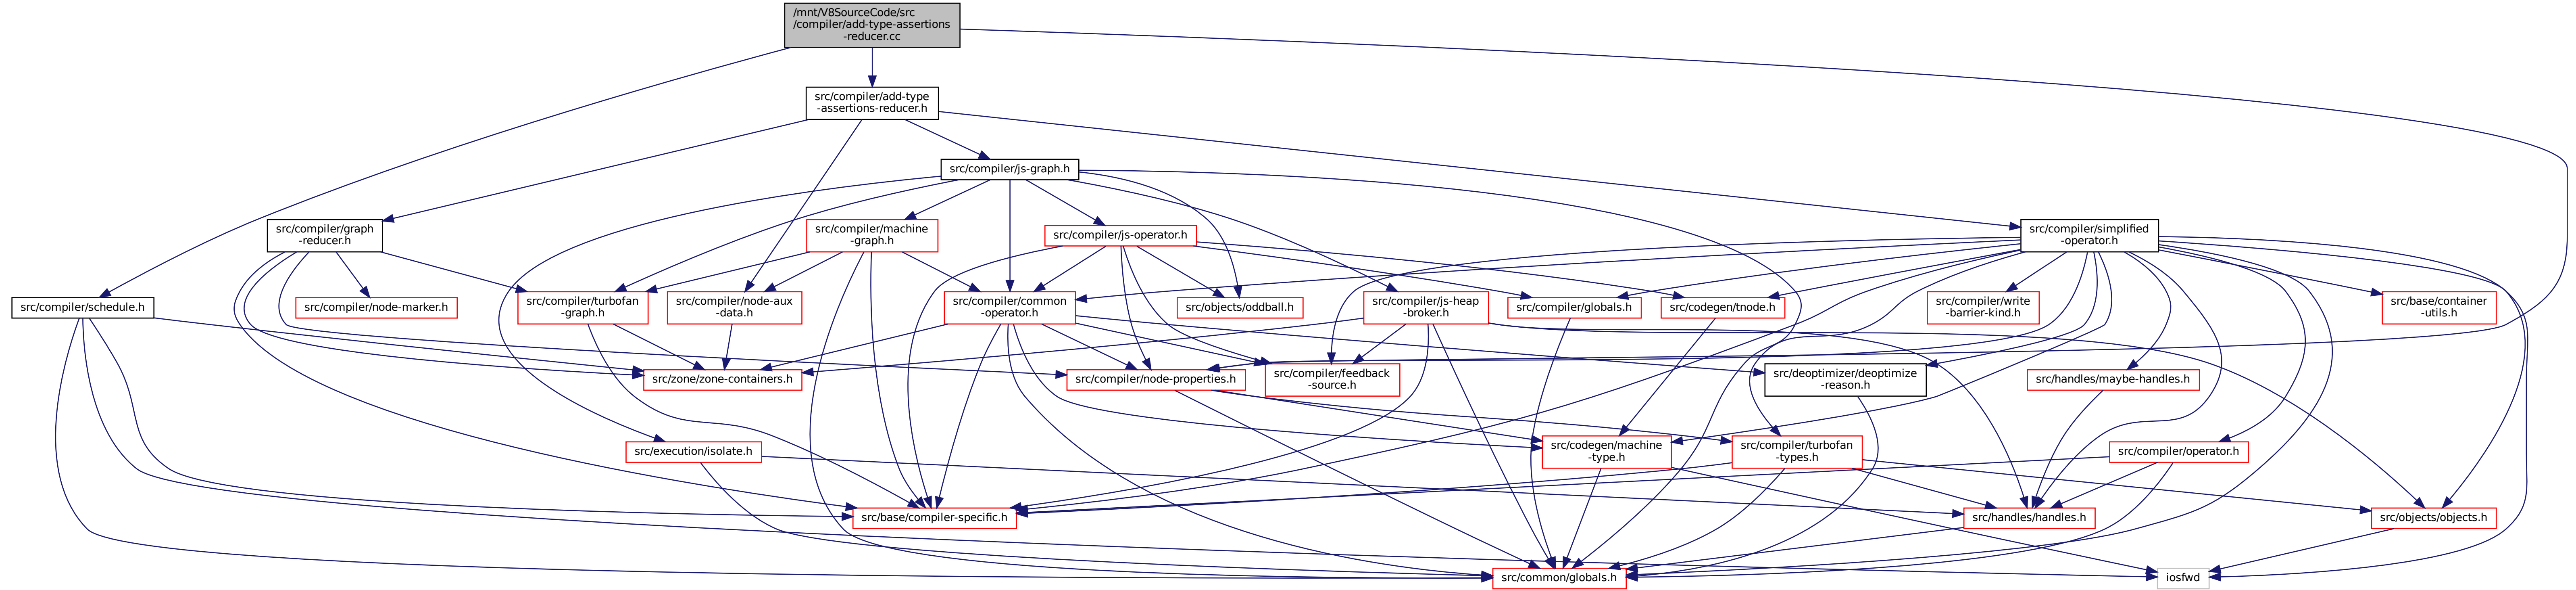 /mnt/V8SourceCode/src
/compiler/add-type-assertions
-reducer.cc
src/compiler/add-type
-assertions-reducer.h
src/compiler/js-graph.h
src/compiler/graph
-reducer.h
src/compiler/machine
-graph.h
src/compiler/js-operator.h
src/compiler/simplified
-operator.h
src/compiler/schedule.h
src/compiler/node-marker.h
src/compiler/turbofan
-graph.h
src/compiler/node-aux
-data.h
src/compiler/common
-operator.h
src/objects/oddball.h
src/compiler/js-heap
-broker.h
src/compiler/globals.h
src/codegen/tnode.h
src/compiler/write
-barrier-kind.h
src/base/container
-utils.h
src/zone/zone-containers.h
src/compiler/node-properties.h
src/compiler/feedback
-source.h
src/deoptimizer/deoptimize
-reason.h
src/handles/maybe-handles.h
src/execution/isolate.h
src/codegen/machine
-type.h
src/compiler/turbofan
-types.h
src/compiler/operator.h
src/base/compiler-specific.h
src/handles/handles.h
src/objects/objects.h
src/common/globals.h
iosfwd